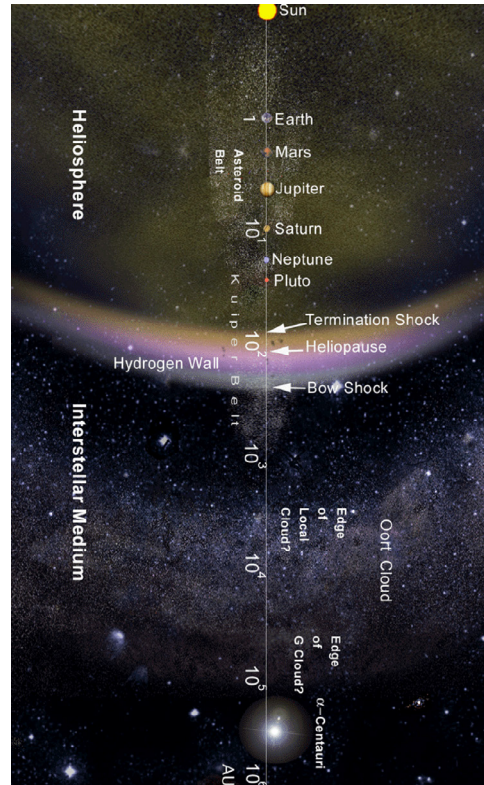 Sun
Heliosphere
1
Earth
Mars
Asteroid
Belt
Jupiter
10¹
Saturn
Neptune
Pluto
Kuiper Belt
Termination Shock
10²
Heliopause
Hydrogen Wall
Bow Shock
Interstellar Medium
10³
Edge
of
Local
Cloud?
Oort Cloud
10⁴
Edge
of
G Cloud?
10⁵
α-Centauri
10⁶
AU